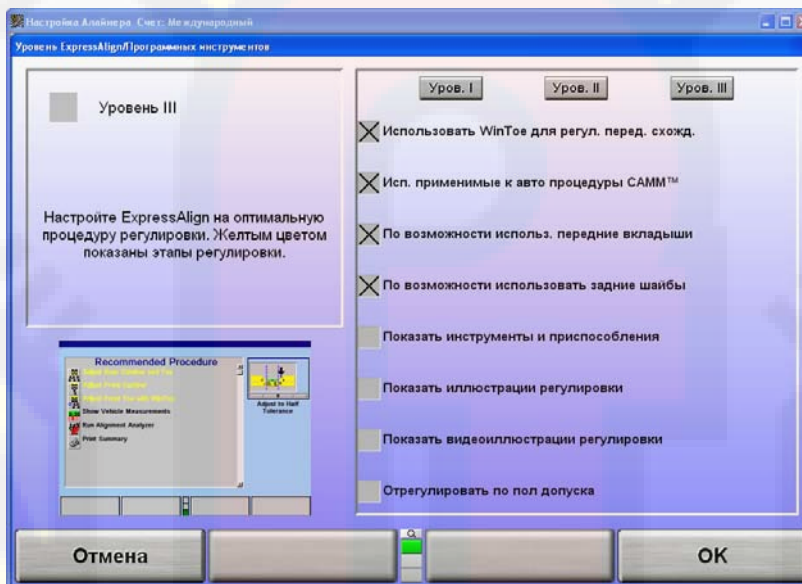 Настройка Алайнера. Счет: Международный
Уровень ExpressAlign/Программных инструментов
Уровень III
Настройте ExpressAlign на оптимальную
процедуру регулировки. Желтым цветом
показаны этапы регулировки.
Recommended Procedure
Show Vehicle Measurements
Run Alignment Analyzer
Print Summary
Adjust to Half
Tolerance
Уров. I Уров. II Уров. III
Использовать WinToe для регул. перед. схожд.
Исп. применимые к авто процедуры CAMM™
По возможности использ. передние вкладыши
По возможности использовать задние шайбы
Показать инструменты и приспособления
Показать иллюстрации регулировки
Показать видеоиллюстрации регулировки
Отрегулировать по пол допуска
Отмена
OK